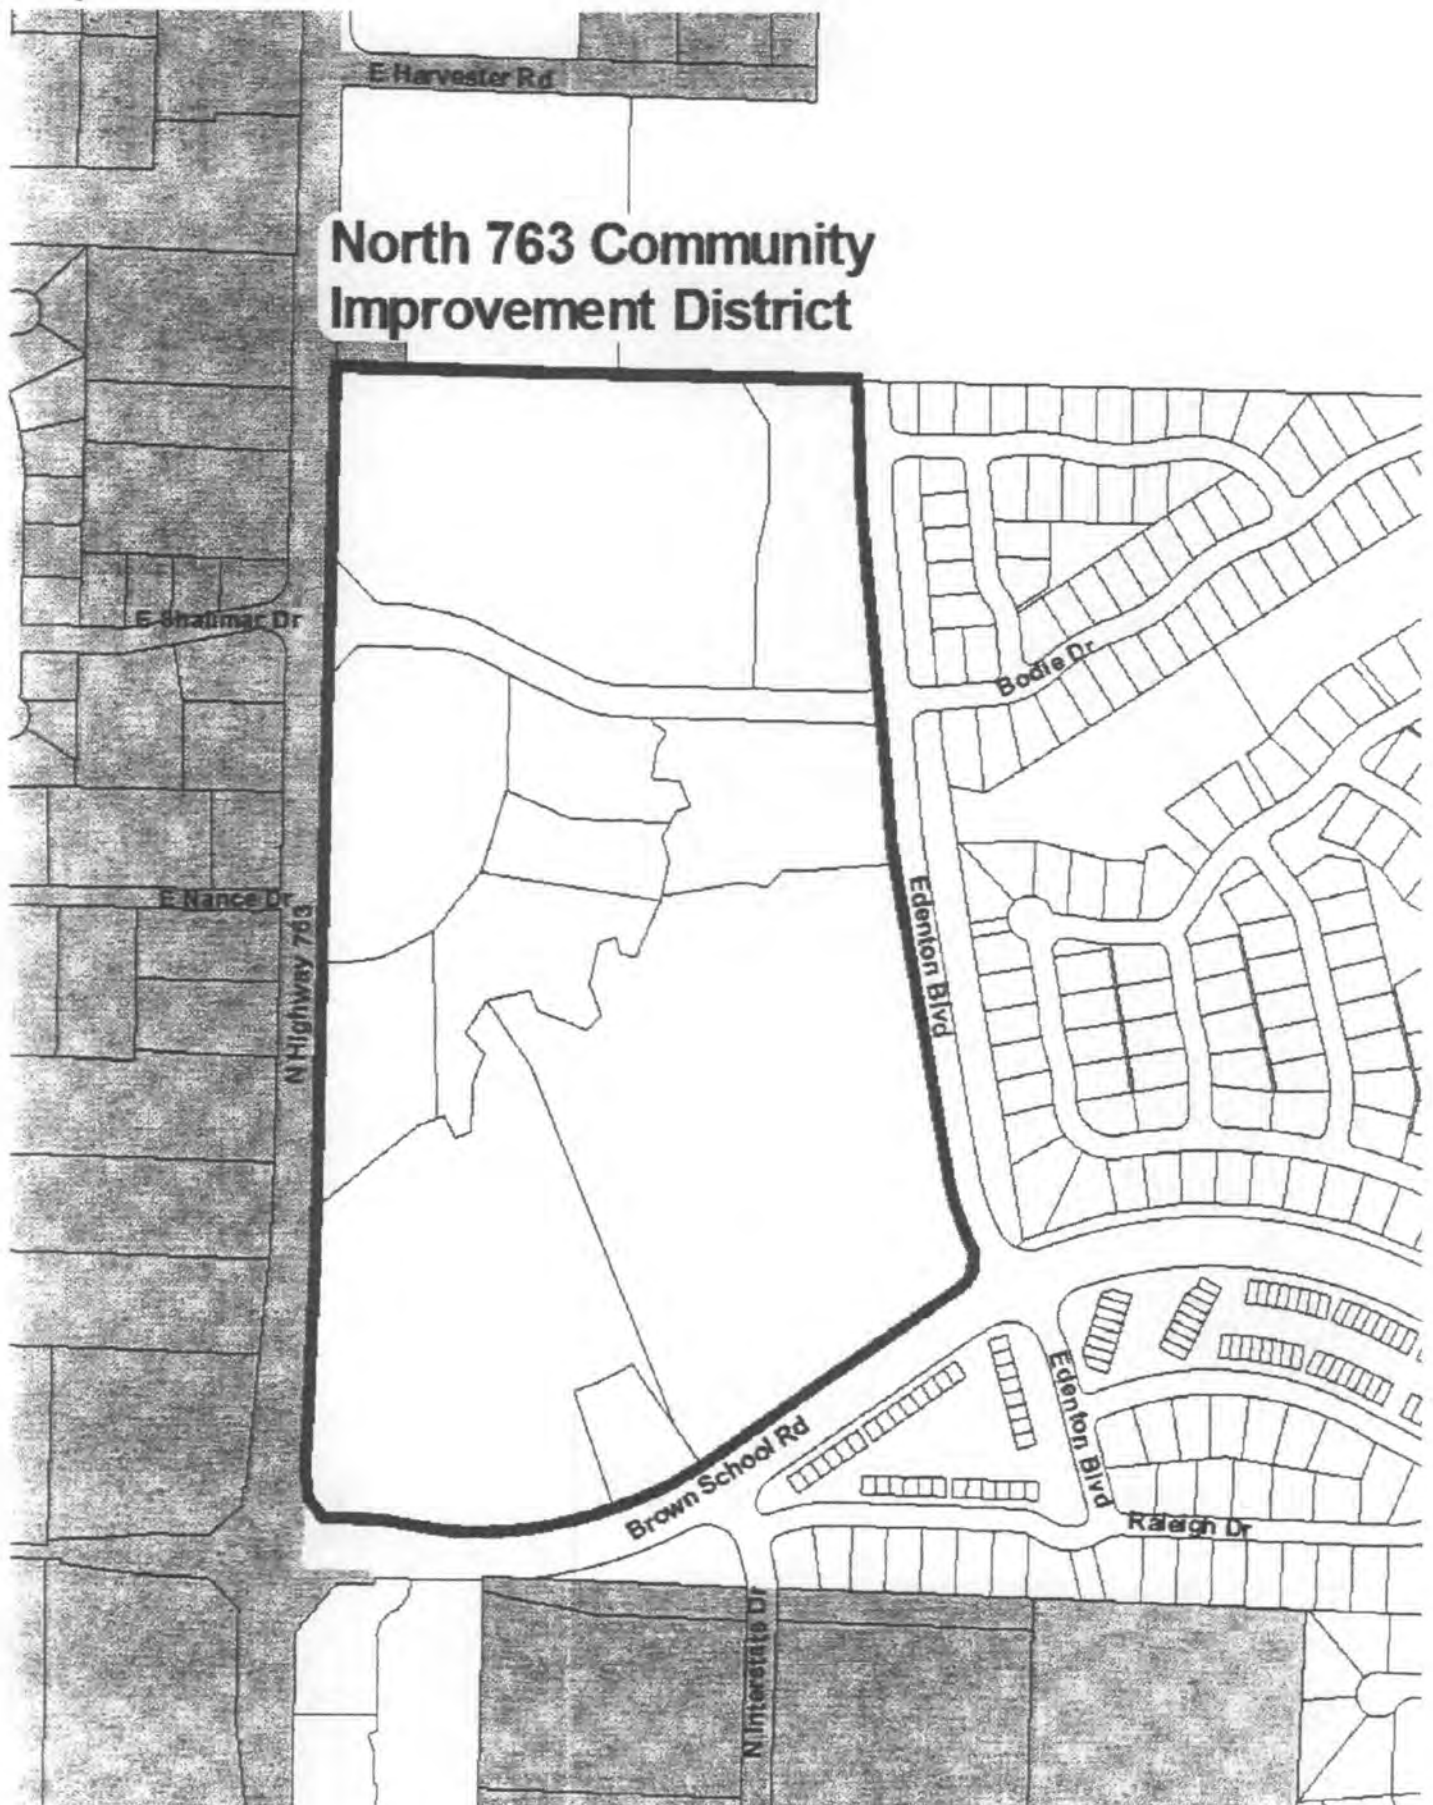 E Harvester Rd
North 763 Community
Improvement District
E Shalimar Dr
Bodie Dr
E Nance Dr
N Highway 763
Edenton Blvd
Edenton Blvd
Brown School Rd
Raleigh Dr
N Interstate Dr